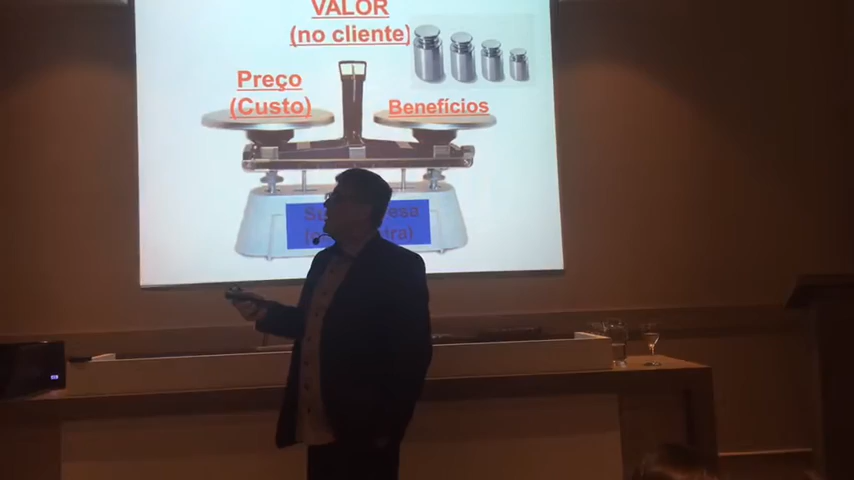 VALOR
(no cliente)
Preço
(Custo)
Benefícios